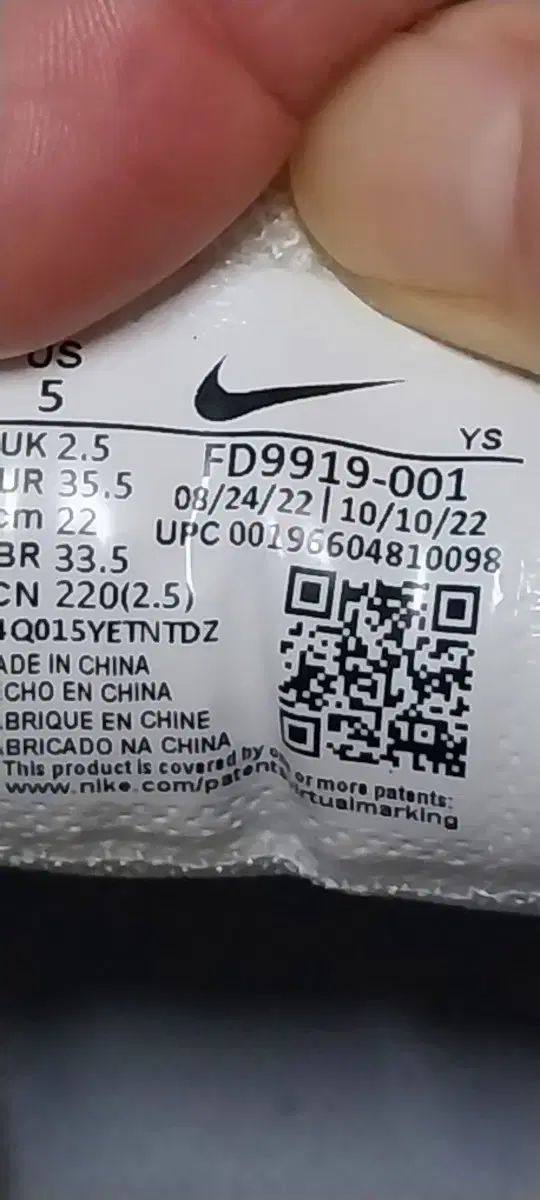 US
5
YS
UK 2.5
UR 35.5
cm 22
BR 33.5
CN 220(2.5)
FD9919-001
08/24/22 | 10/10/22
UPC 00196604810098
4Q015YETNTDZ
ADE IN CHINA
CHO EN CHINA
ABRIQUE EN CHINE
ABRICADO NA CHINA
This product is covered by or more patents:
www.nike.com/patents virtualmarking